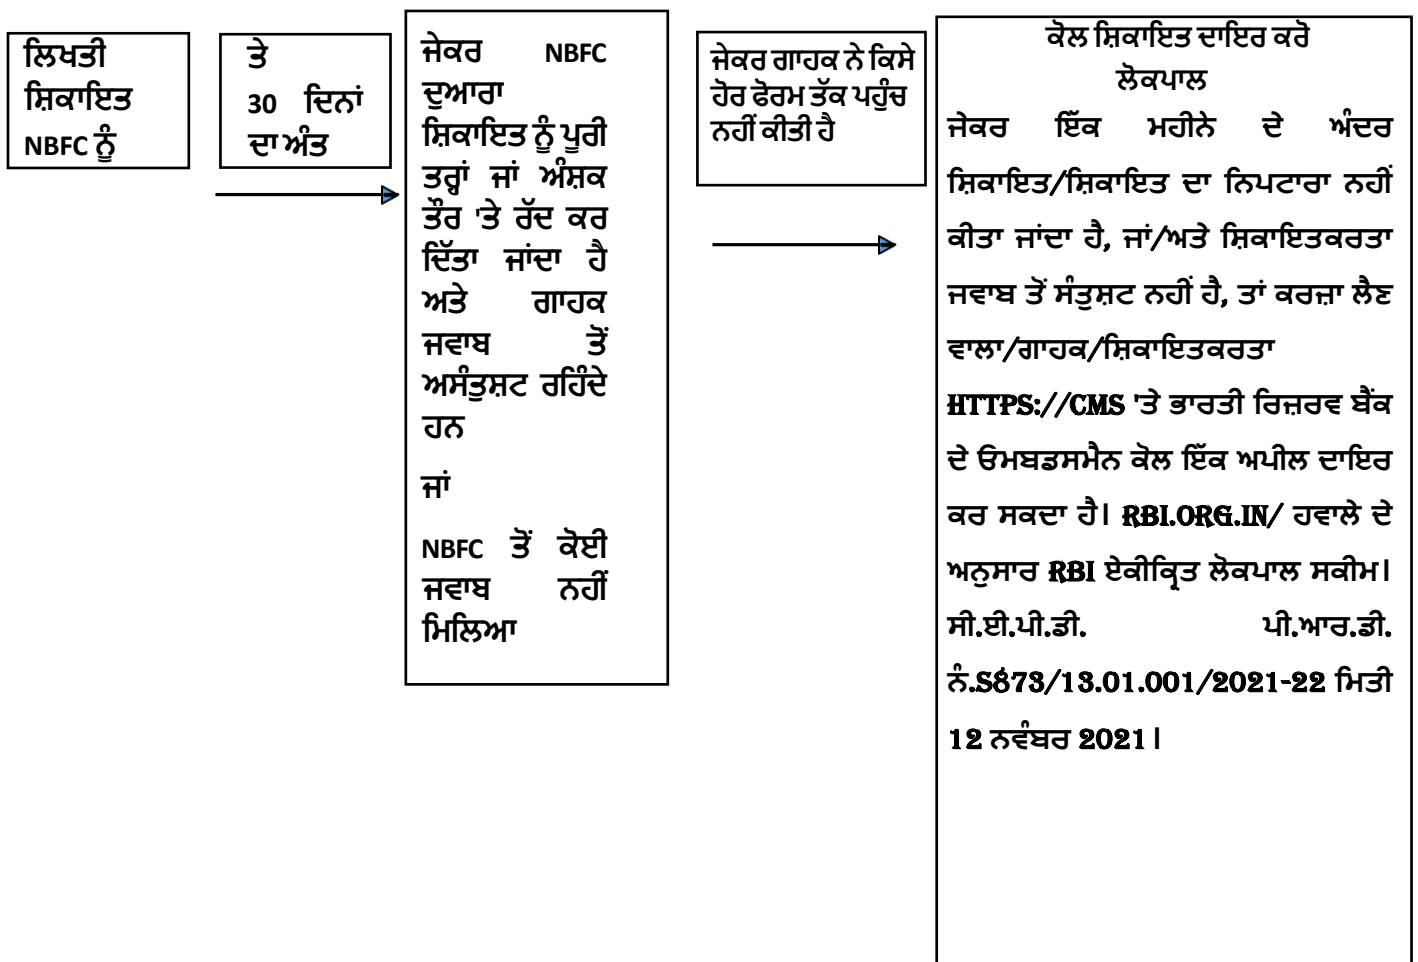 ਲਿਖਤੀ
ਸ਼ਿਕਾਇਤ
NBFC ਨੂੰ
ਤੇ
30 ਦਿਨਾਂ
ਦਾ ਅੰਤ
ਜੇਕਰ NBFC
ਦੁਆਰਾ
ਸ਼ਿਕਾਇਤ ਨੂੰ ਪੂਰੀ
ਤਰ੍ਹਾਂ ਜਾਂ ਅੰਸ਼ਕ
ਤੌਰ 'ਤੇ ਰੱਦ ਕਰ
ਦਿੱਤਾ ਜਾਂਦਾ ਹੈ
ਅਤੇ ਗਾਹਕ
ਜਵਾਬ ਤੋਂ
ਅਸੰਤੁਸ਼ਟ ਰਹਿੰਦੇ
ਹਨ
ਜਾਂ
NBFC ਤੋਂ ਕੋਈ
ਜਵਾਬ ਨਹੀਂ
ਮਿਲਿਆ
ਜੇਕਰ ਗਾਹਕ ਨੇ ਕਿਸੇ
ਹੋਰ ਫੋਰਮ ਤੱਕ ਪਹੁੰਚ
ਨਹੀਂ ਕੀਤੀ ਹੈ
ਕੋਲ ਸ਼ਿਕਾਇਤ ਦਾਇਰ ਕਰੋ
ਲੋਕਪਾਲ
ਜੇਕਰ ਇੱਕ ਮਹੀਨੇ ਦੇ ਅੰਦਰ
ਸ਼ਿਕਾਇਤ/ਸ਼ਿਕਾਇਤ ਦਾ ਨਿਪਟਾਰਾ ਨਹੀਂ
ਕੀਤਾ ਜਾਂਦਾ ਹੈ, ਜਾਂ/ਅਤੇ ਸ਼ਿਕਾਇਤਕਰਤਾ
ਜਵਾਬ ਤੋਂ ਸੰਤੁਸ਼ਟ ਨਹੀਂ ਹੈ, ਤਾਂ ਕਰਜ਼ਾ ਲੈਣ
ਵਾਲਾ/ਗਾਹਕ/ਸ਼ਿਕਾਇਤਕਰਤਾ
HTTPS://CMS 'ਤੇ ਭਾਰਤੀ ਰਿਜ਼ਰਵ ਬੈਂਕ
ਦੇ ਓਮਬਡਸਮੈਨ ਕੋਲ ਇੱਕ ਅਪੀਲ ਦਾਇਰ
ਕਰ ਸਕਦਾ ਹੈ। RBI.ORG.IN/ ਹਵਾਲੇ ਦੇ
ਅਨੁਸਾਰ RBI ਏਕੀਕ੍ਰਿਤ ਲੋਕਪਾਲ ਸਕੀਮ।
ਸੀ.ਈ.ਪੀ.ਡੀ. ਪੀ.ਆਰ.ਡੀ.
ਨੰ.S873/13.01.001/2021-22 ਮਿਤੀ
12 ਨਵੰਬਰ 2021।